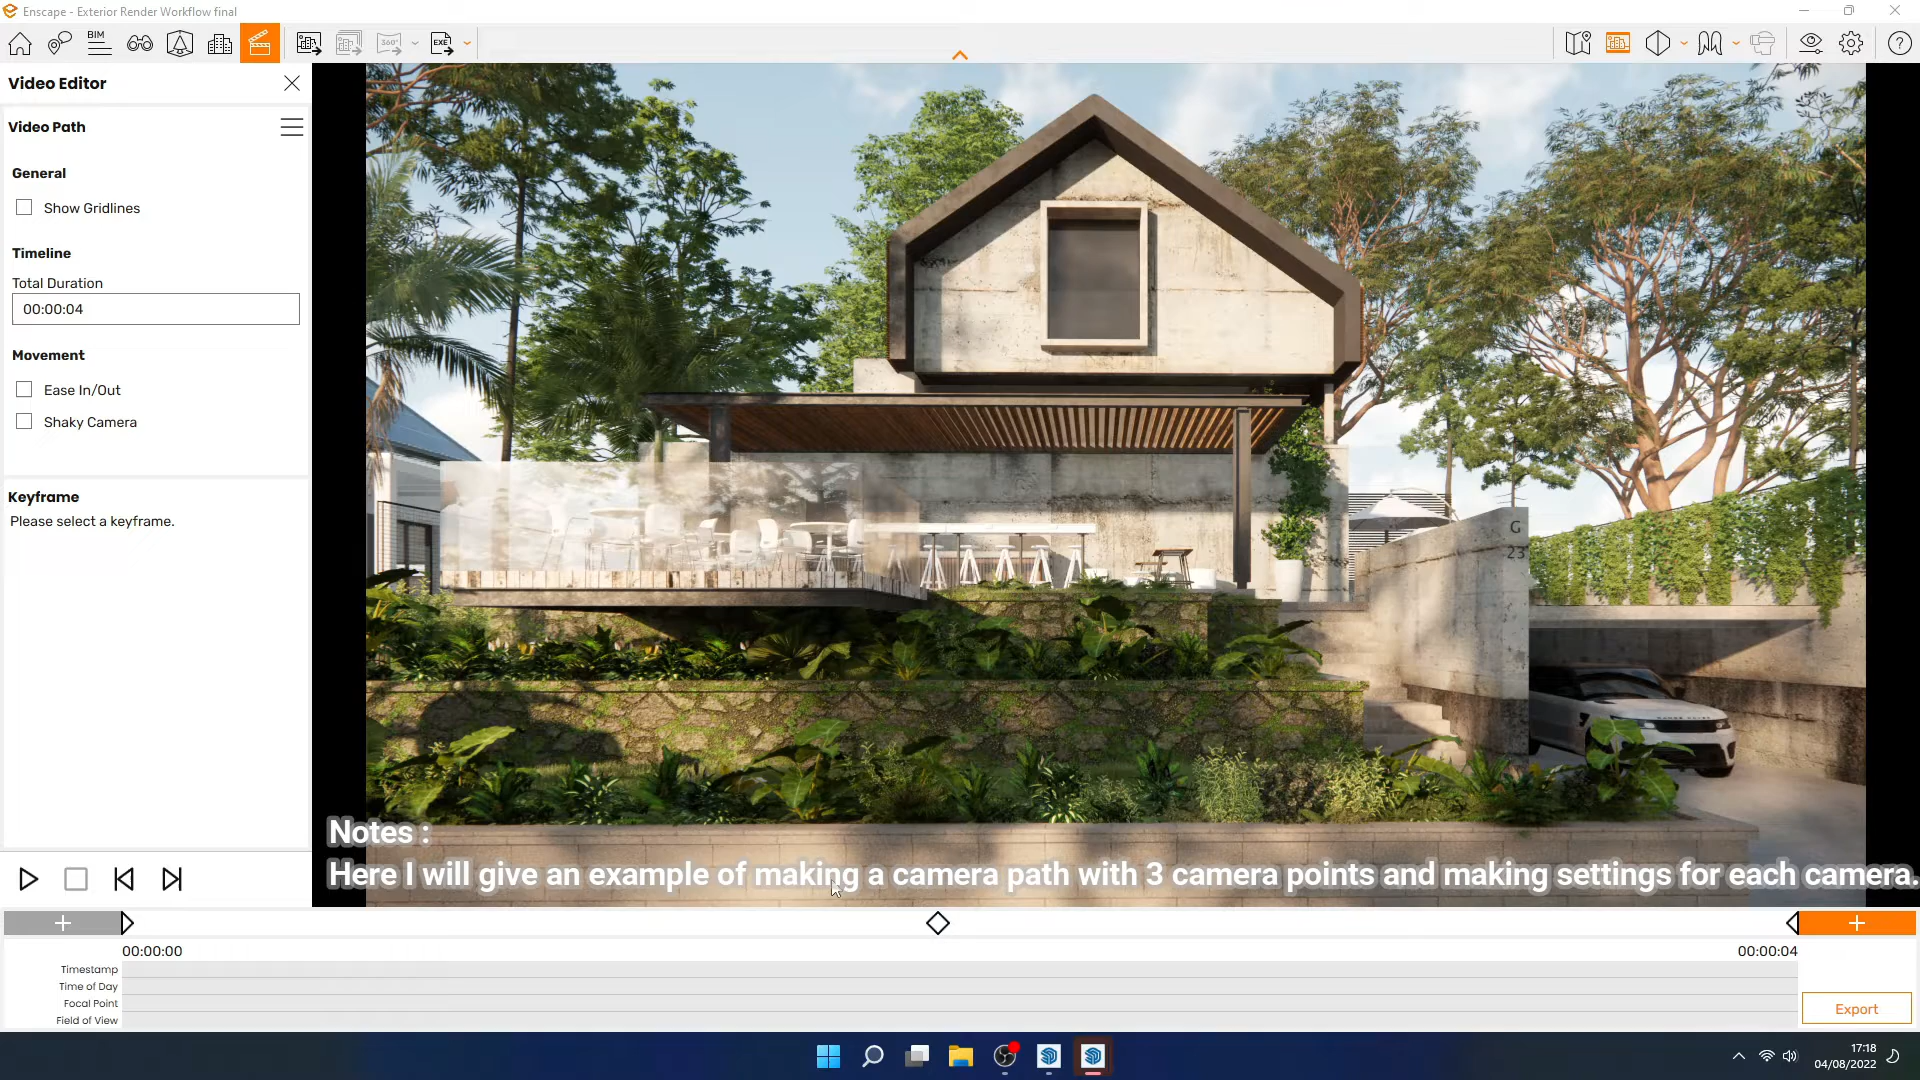 Enscape - Exterior Render Workflow final
BIM
360°
EXE
Video Editor
Video Path
General
Show Gridlines
Timeline
Total Duration
00:00:04
Movement
Ease In/Out
Shaky Camera
Keyframe
Please select a keyframe.
G
23
Notes :
Here I will give an example of making a camera path with 3 camera points and making settings for each camera.
00:00:00
00:00:04
Timestamp
Time of Day
Focal Point
Field of View
Export
17:18
04/08/2022